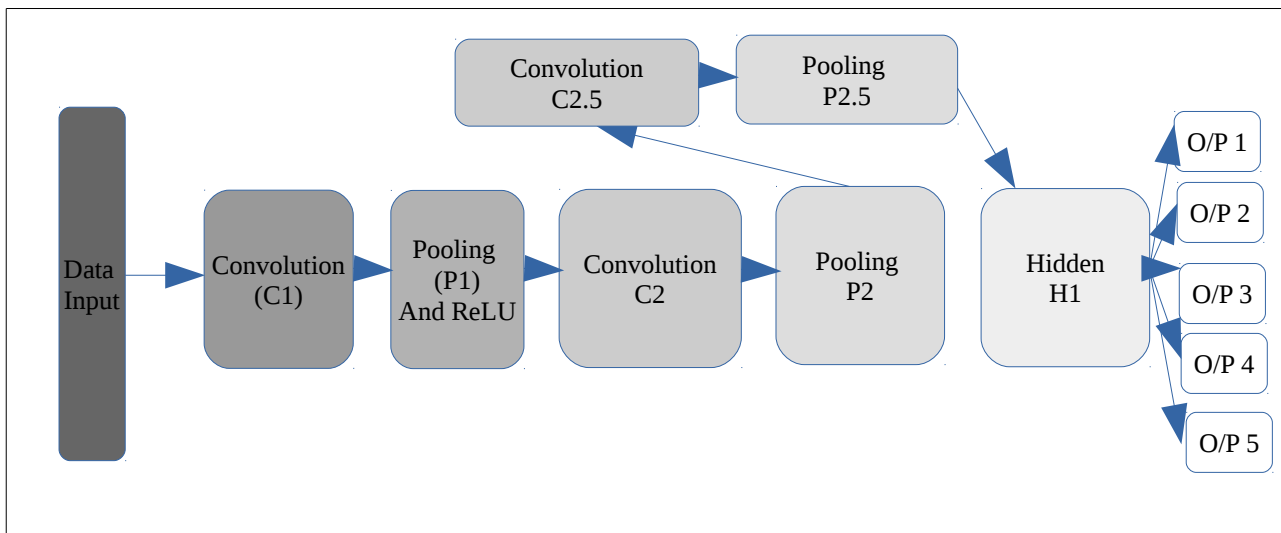 Data
Input
Convolution
(C1)
Pooling
(P1)
And ReLU
Convolution
C2
Pooling
P2
Convolution
C2.5
Pooling
P2.5
Hidden
H1
O/P 1
O/P 2
O/P 3
O/P 4
O/P 5